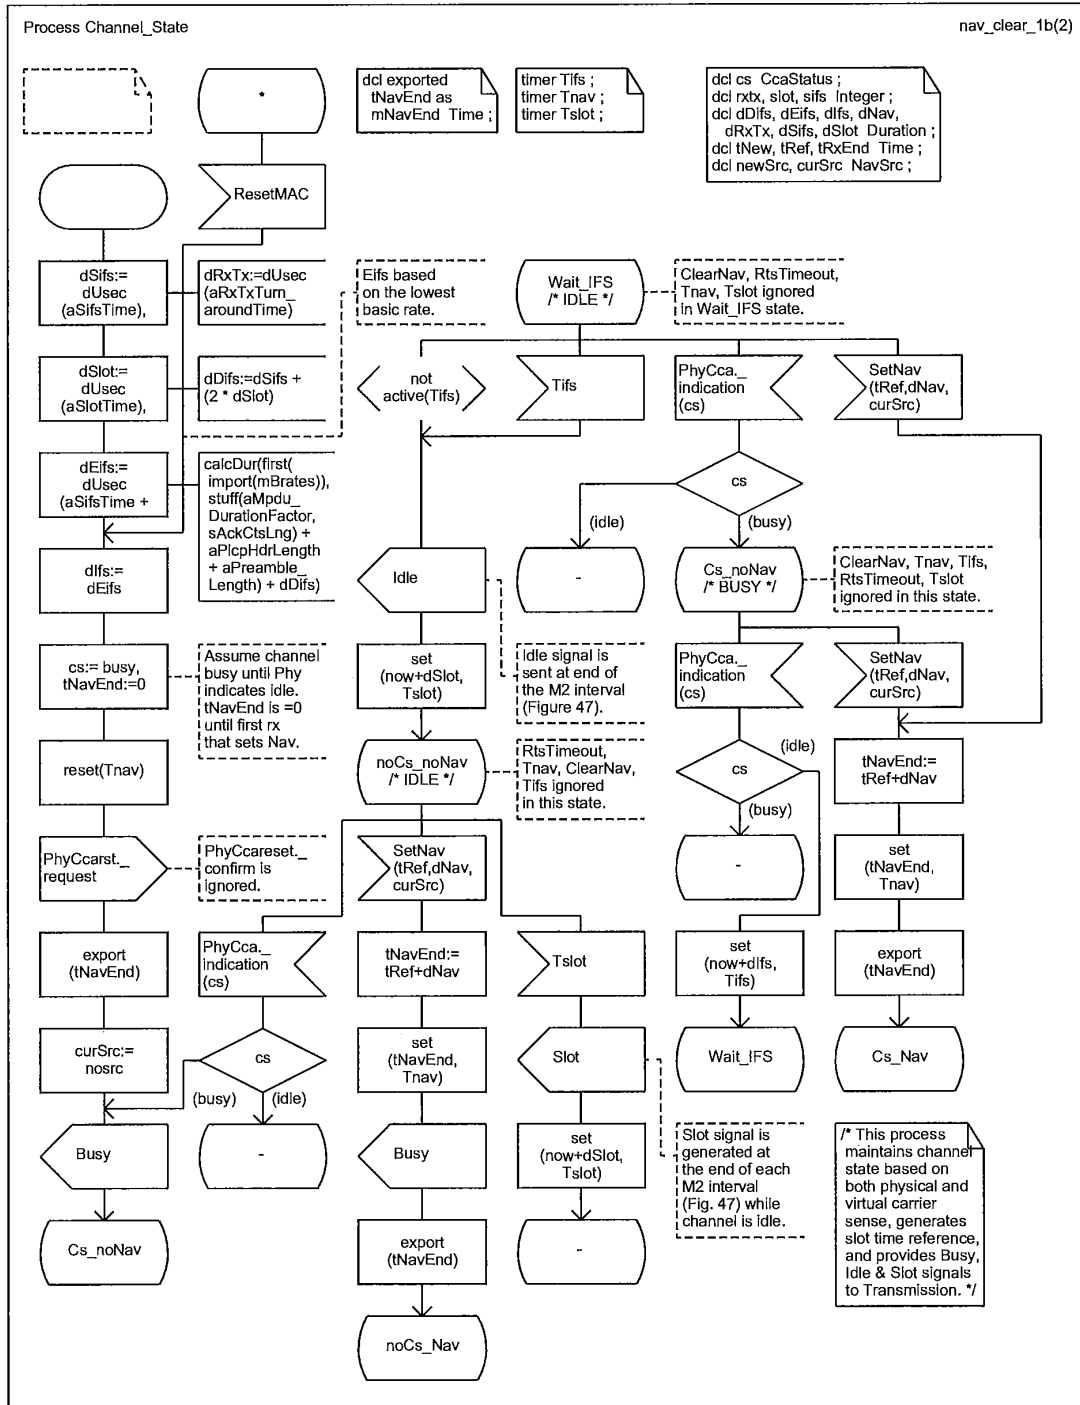 Process Channel_State
nav_clear_1b(2)
*
dcl exported
tNavEnd as
mNavEnd Time ;
timer Tifs ;
timer Tnav ;
timer Tslot ;
dcl cs CcaStatus ;
dcl rxtx, slot, sifs Integer ;
dcl dDifs, dEifs, dIfs, dNav,
dRxTx, dSifs, dSlot Duration ;
dcl tNew, tRef, tRxEnd Time ;
dcl newSrc, curSrc NavSrc ;
ResetMAC
dSifs:=
dUsec
(aSifsTime),
dRxTx:=dUsec
(aRxTxTurn_
aroundTime)
Eifs based
on the lowest
basic rate.
Wait_IFS
/* IDLE */
ClearNav, RtsTimeout,
Tnav, Tslot ignored
in Wait_IFS state.
dSlot:=
dUsec
(aSlotTime),
dDifs:=dSifs +
(2 * dSlot)
not
active(Tifs)
Tifs
PhyCca._
indication
(cs)
SetNav
(tRef,dNav,
curSrc)
dEifs:=
dUsec
(aSifsTime +
calcDur(first(
import(mBrates)),
stuff(aMpdu_
DurationFactor,
sAckCtsLng) +
aPlcpHdrLength
+ aPreamble_
Length) + dDifs)
cs
(idle)
(busy)
dIfs:=
dEifs
Idle
-
Cs_noNav
/* BUSY */
ClearNav, Tnav, Tifs,
RtsTimeout, Tslot
ignored in this state.
cs:= busy,
tNavEnd:=0
Assume channel
busy until Phy
indicates idle.
tNavEnd is =0
until first rx
that sets Nav.
set
(now+dSlot,
Tslot)
Idle signal is
sent at end of
the M2 interval
(Figure 47).
PhyCca._
indication
(cs)
SetNav
(tRef,dNav,
curSrc)
reset(Tnav)
noCs_noNav
/* IDLE */
RtsTimeout,
Tnav, ClearNav,
Tifs ignored
in this state.
cs
(idle)
(busy)
tNavEnd:=
tRef+dNav
PhyCcarst._
request
PhyCcareset._
confirm is
ignored.
SetNav
(tRef,dNav,
curSrc)
-
set
(tNavEnd,
Tnav)
export
(tNavEnd)
PhyCca._
indication
(cs)
tNavEnd:=
tRef+dNav
Tslot
set
(now+dIfs,
Tifs)
export
(tNavEnd)
curSrc:=
nosrc
cs
(busy)
(idle)
set
(tNavEnd,
Tnav)
Slot
Wait_IFS
Cs_Nav
Busy
-
Busy
set
(now+dSlot,
Tslot)
Slot signal is
generated at
the end of each
M2 interval
(Fig. 47) while
channel is idle.
/* This process
maintains channel
state based on
both physical and
virtual carrier
sense, generates
slot time reference,
and provides Busy,
Idle & Slot signals
to Transmission. */
Cs_noNav
export
(tNavEnd)
-
noCs_Nav